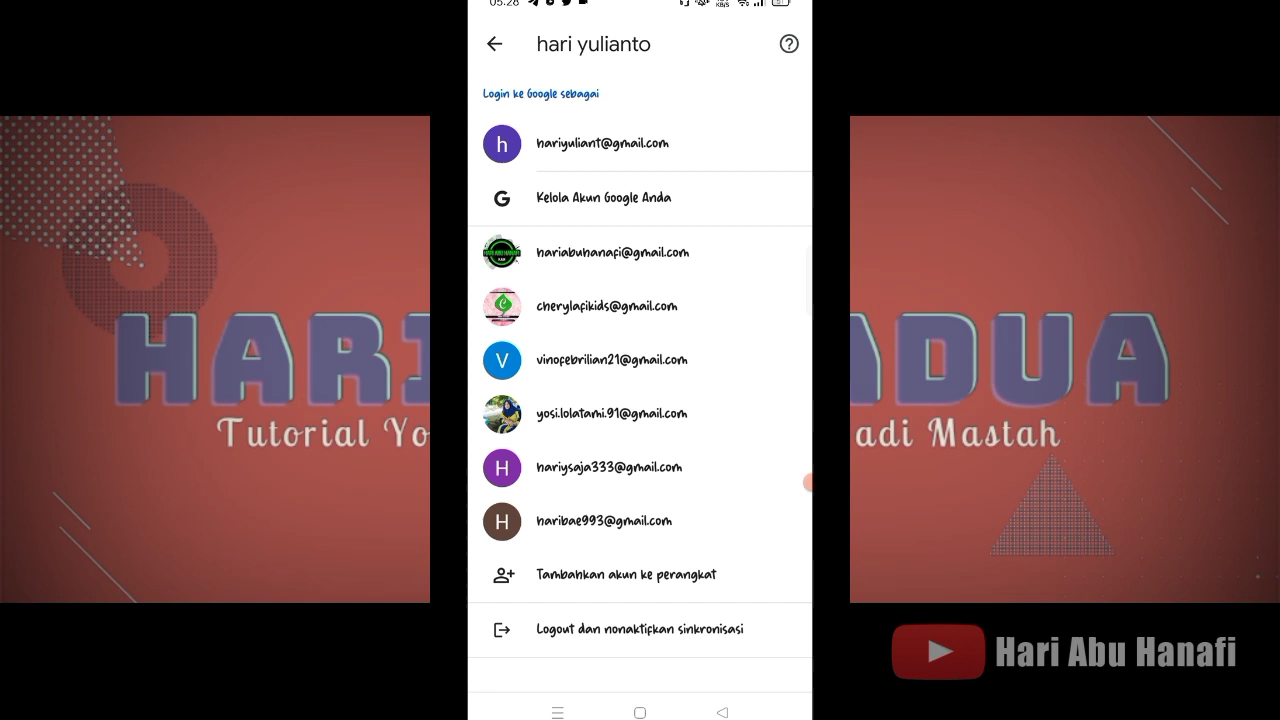 05.28
hari yulianto
Login ke Google sebagai
h
hariyuliant@gmail.com
G
Kelola Akun Google Anda
hariabuhanafi@gmail.com
cherylafikids@gmail.com
V
vinofebrilian21@gmail.com
yosi.lolatami.91@gmail.com
H
hariysaja333@gmail.com
H
haribae993@gmail.com
Tambahkan akun ke perangkat
Logout dan nonaktifkan sinkronisasi
HARI
Tutorial Yo
ADUA
adi Mastah
Hari Abu Hanafi